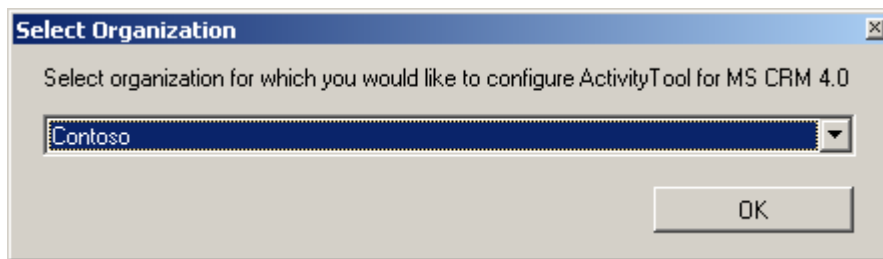 Select Organization
Select organization for which you would like to configure ActivityTool for MS CRM 4.0
Contoso
OK